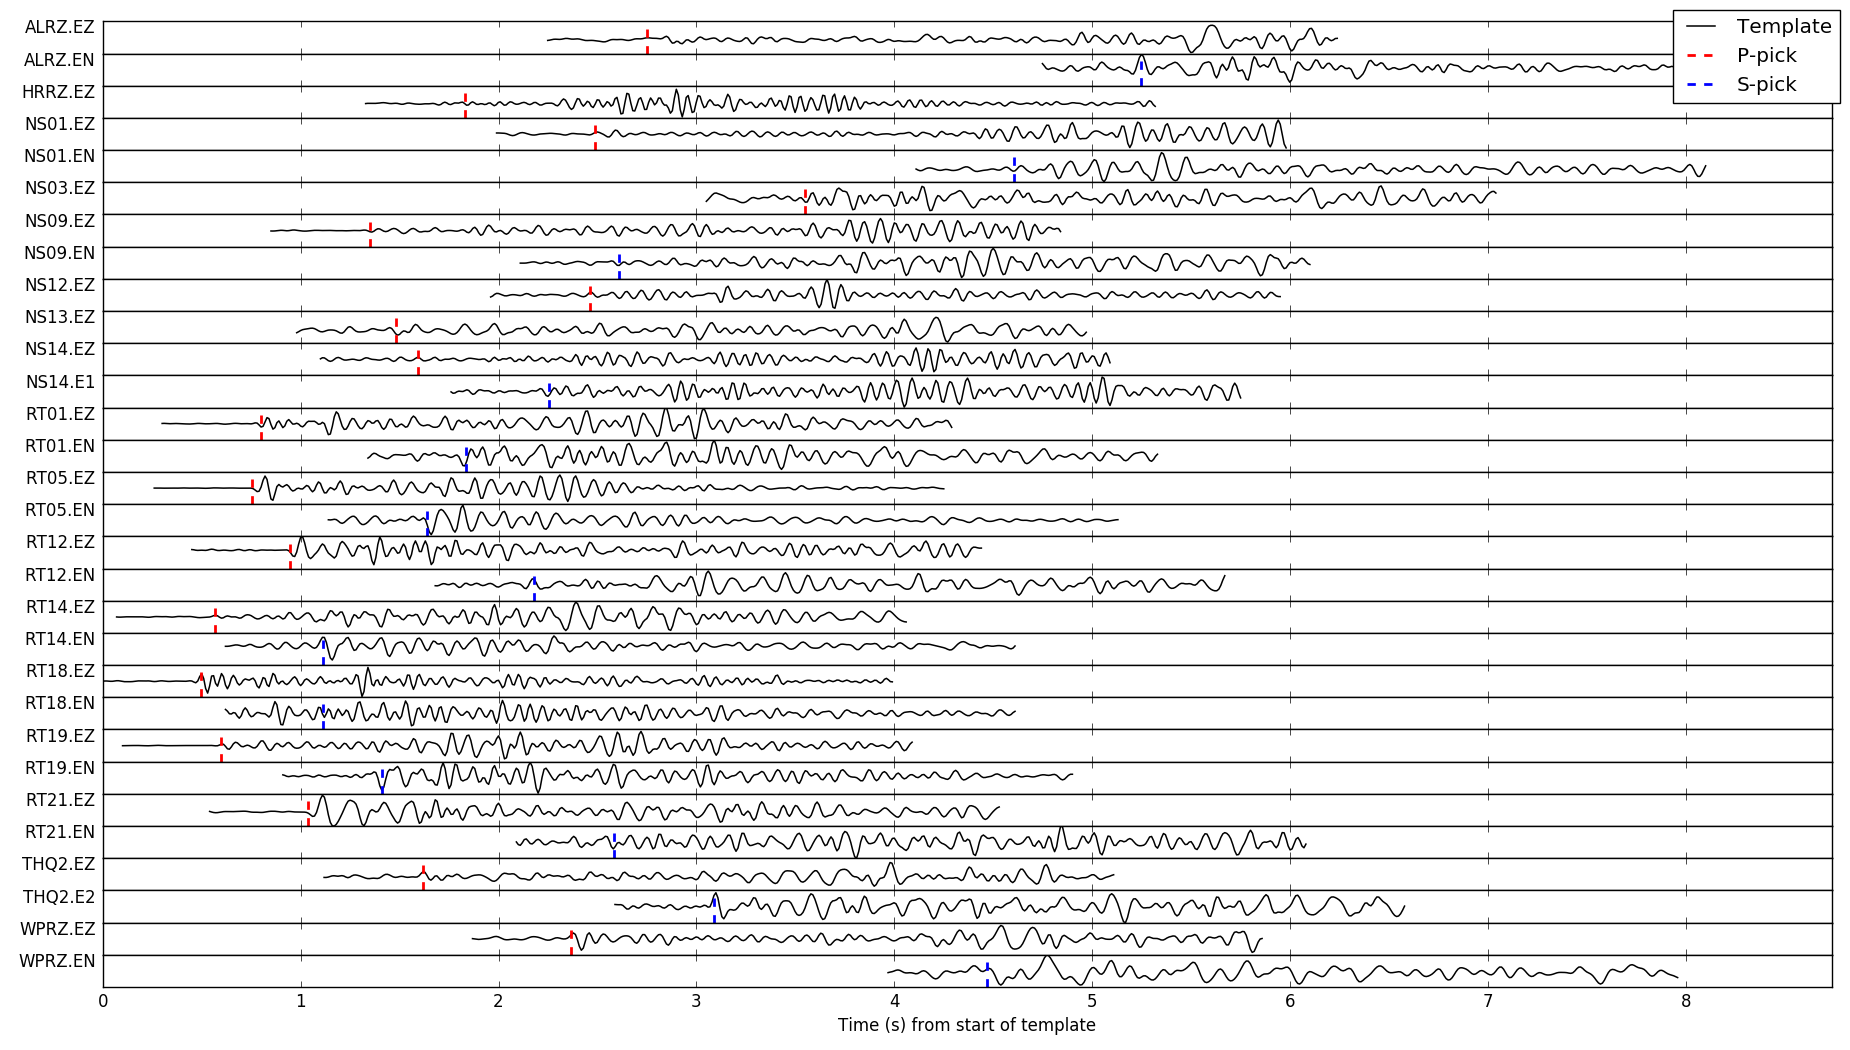 ALRZ.EZ
ALRZ.EN
HRRZ.EZ
NS01.EZ
NS01.EN
NS03.EZ
NS09.EZ
NS09.EN
NS12.EZ
NS13.EZ
NS14.EZ
NS14.E1
RT01.EZ
RT01.EN
RT05.EZ
RT05.EN
RT12.EZ
RT12.EN
RT14.EZ
RT14.EN
RT18.EZ
RT18.EN
RT19.EZ
RT19.EN
RT21.EZ
RT21.EN
THQ2.EZ
THQ2.E2
WPRZ.EZ
WPRZ.EN
Template
P-pick
S-pick
0 1 2 3 4 5 6 7 8
Time (s) from start of template